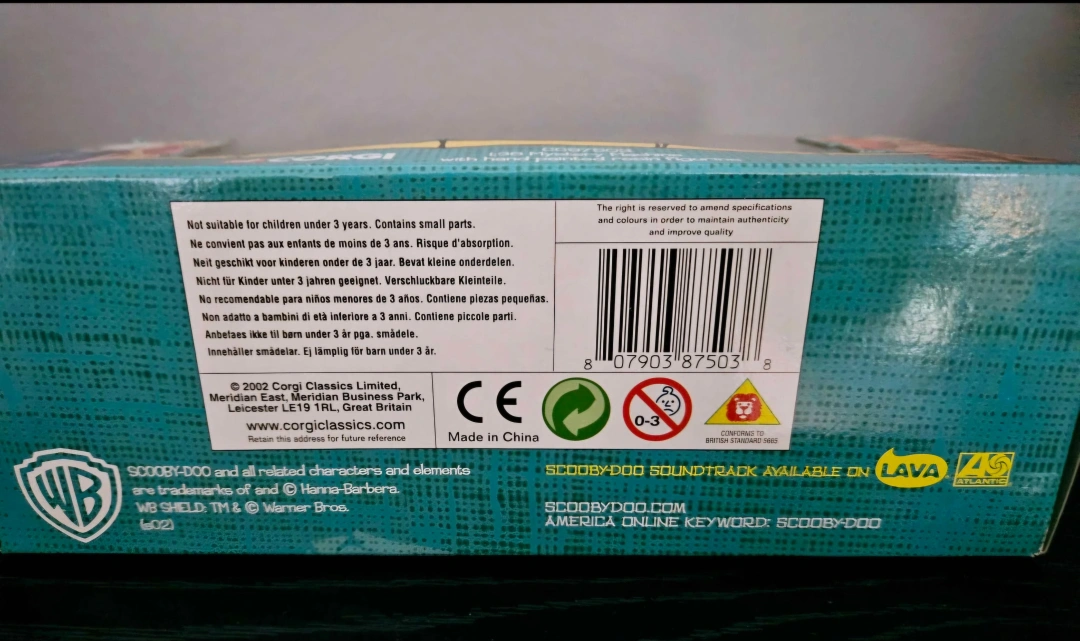 CORGI
with hand painted resin figures
Not suitable for children under 3 years. Contains small parts.
Ne convient pas aux enfants de moins de 3 ans. Risque d'absorption.
Neit geschikt voor kinderen onder de 3 jaar. Bevat kleine onderdelen.
Nicht für Kinder unter 3 jahren geeignet. Verschluckbare Kleinteile.
No recomendable para niños menores de 3 años. Contiene piezas pequeñas.
Non adatto a bambini di età inferiore a 3 anni. Contiene piccole parti.
Anbetaes ikke til børn under 3 år pga. smådele.
Innehåller smådelar. Ej lämplig för barn under 3 år.
The right is reserved to amend specifications
and colours in order to maintain authenticity
and improve quality
8 07903 87503 8
© 2002 Corgi Classics Limited,
Meridian East, Meridian Business Park,
Leicester LE19 1RL, Great Britain
www.corgiclassics.com
Retain this address for future reference
CE
Made in China
0-3
CONFORMS TO
BRITISH STANDARD 5665
WB
SCOOBY-DOO and all related characters and elements
are trademarks of and © Hanna-Barbera.
WB SHIELD: TM & © Warner Bros.
(s02)
SCOOBY-DOO SOUNDTRACK AVAILABLE ON LAVA ATLANTIC
SCOOBYDOO.COM
AMERICA ONLINE KEYWORD: SCOOBY-DOO